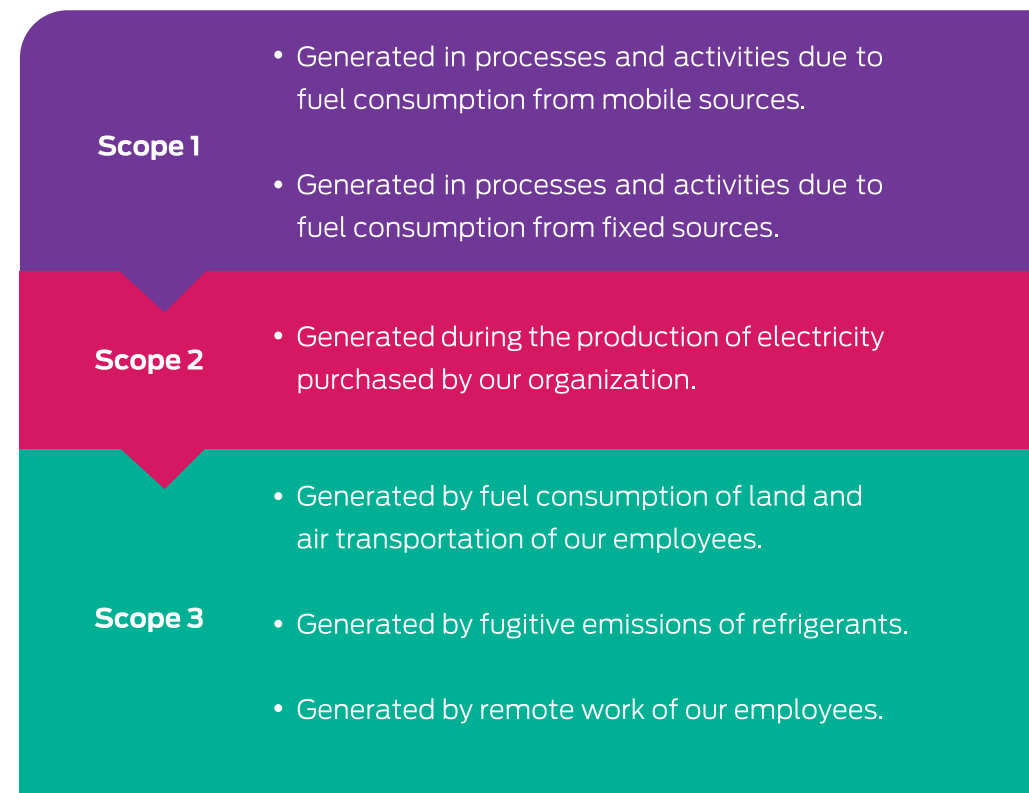 Scope 1
• Generated in processes and activities due to
fuel consumption from mobile sources.
• Generated in processes and activities due to
fuel consumption from fixed sources.
Scope 2
• Generated during the production of electricity
purchased by our organization.
Scope 3
• Generated by fuel consumption of land and
air transportation of our employees.
• Generated by fugitive emissions of refrigerants.
• Generated by remote work of our employees.